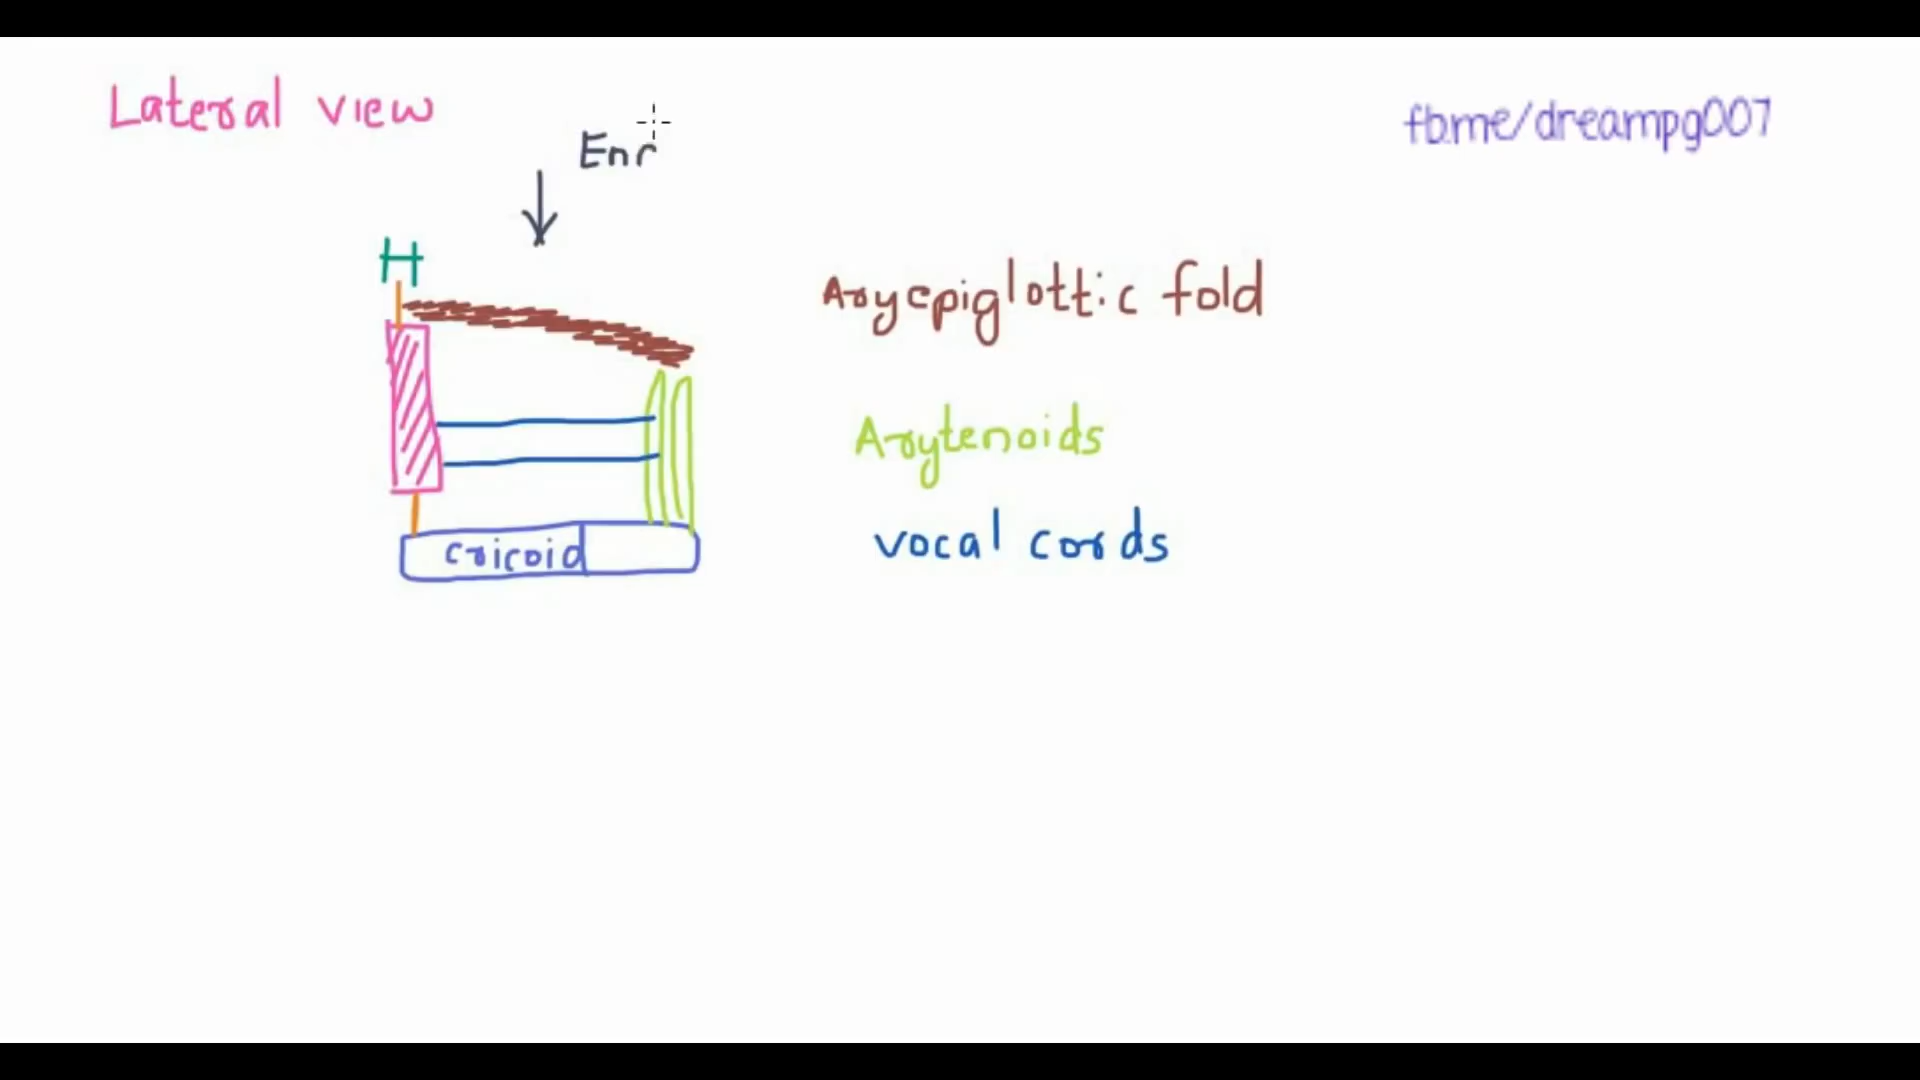 Lateral view
fb.me/dreampg007
Enr
H
Aryepiglottic fold
Arytenoids
vocal cords
cricoid